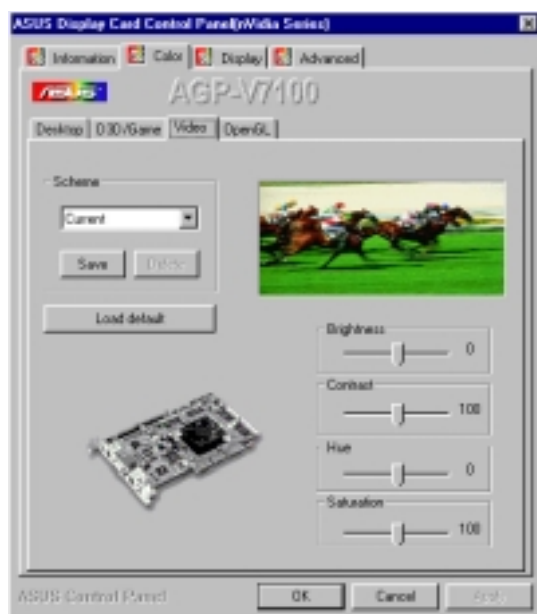 ASUS Display Card Control Panel(nVidia Series)
Information Color Display Advanced
ASUS AGP-V7100
Desktop D3D/Game Video OpenGL
Scheme
Current
Save Delete
Load default
Brightness
0
Contrast
100
Hue
0
Saturation
100
ASUS Control Panel OK Cancel Apply